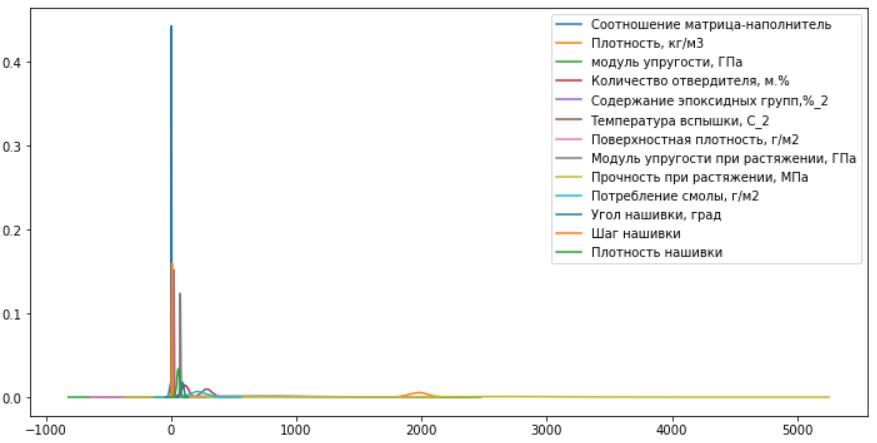 0.4
0.3
0.2
0.1
0.0
−1000
0
1000
2000
3000
4000
5000
Соотношение матрица-наполнитель
Плотность, кг/м3
модуль упругости, ГПа
Количество отвердителя, м.%
Содержание эпоксидных групп,%_2
Температура вспышки, С_2
Поверхностная плотность, г/м2
Модуль упругости при растяжении, ГПа
Прочность при растяжении, МПа
Потребление смолы, г/м2
Угол нашивки, град
Шаг нашивки
Плотность нашивки